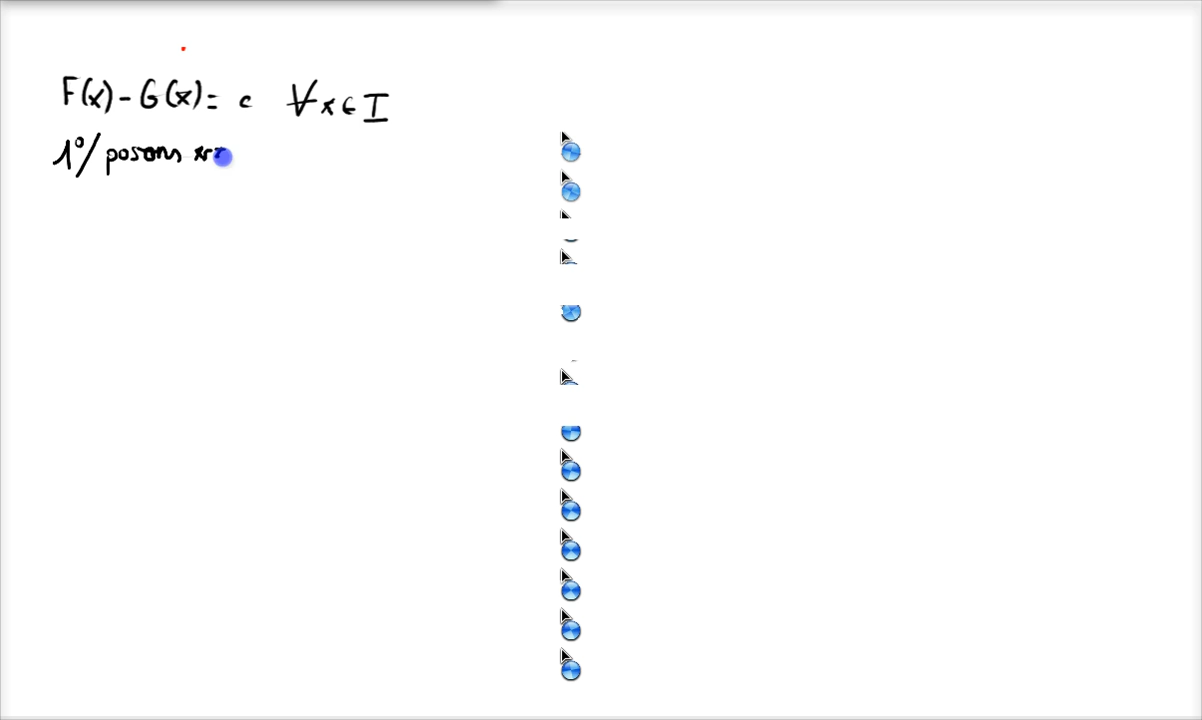 F(x) - G(x) = c ∀x ∈ I
1°/ posons